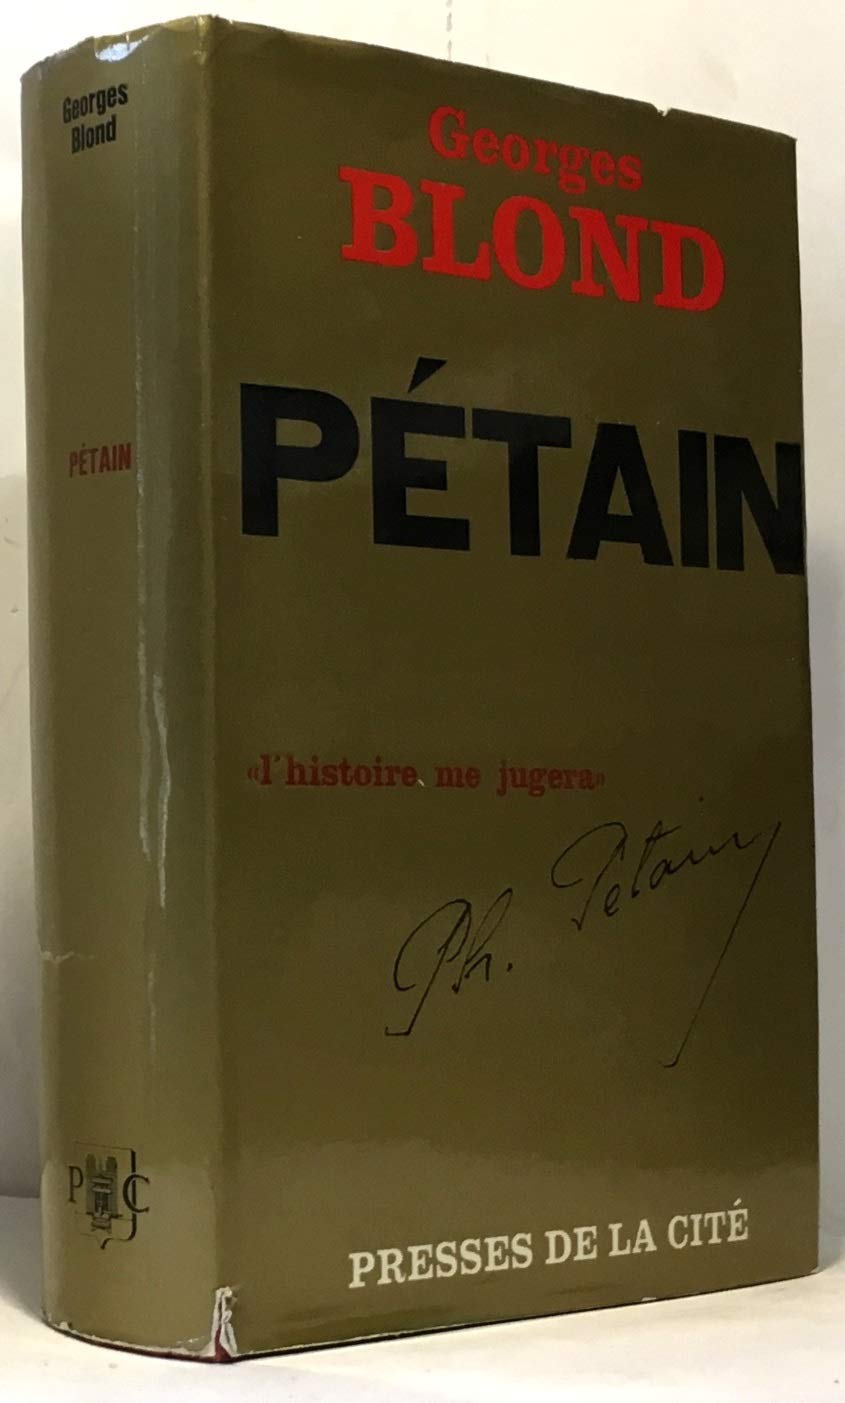 Georges
Blond
PÉTAIN
P C
Georges
BLOND
PÉTAIN
«l'histoire me jugera»
Ph. Pétain
PRESSES DE LA CITÉ